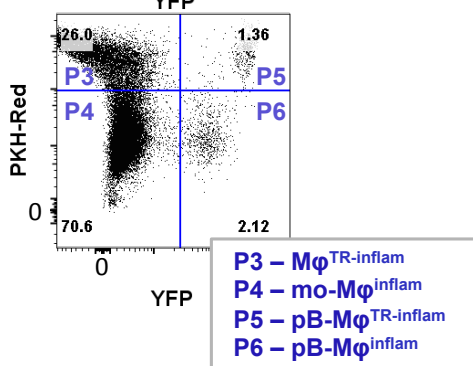 YFP
26.0 1.36
P3 P5
P4 P6
PKH-Red
0
70.6 2.12
0
YFP
P3 – Mφ^TR-inflam
P4 – mo-Mφ^inflam
P5 – pB-Mφ^TR-inflam
P6 – pB-Mφ^inflam